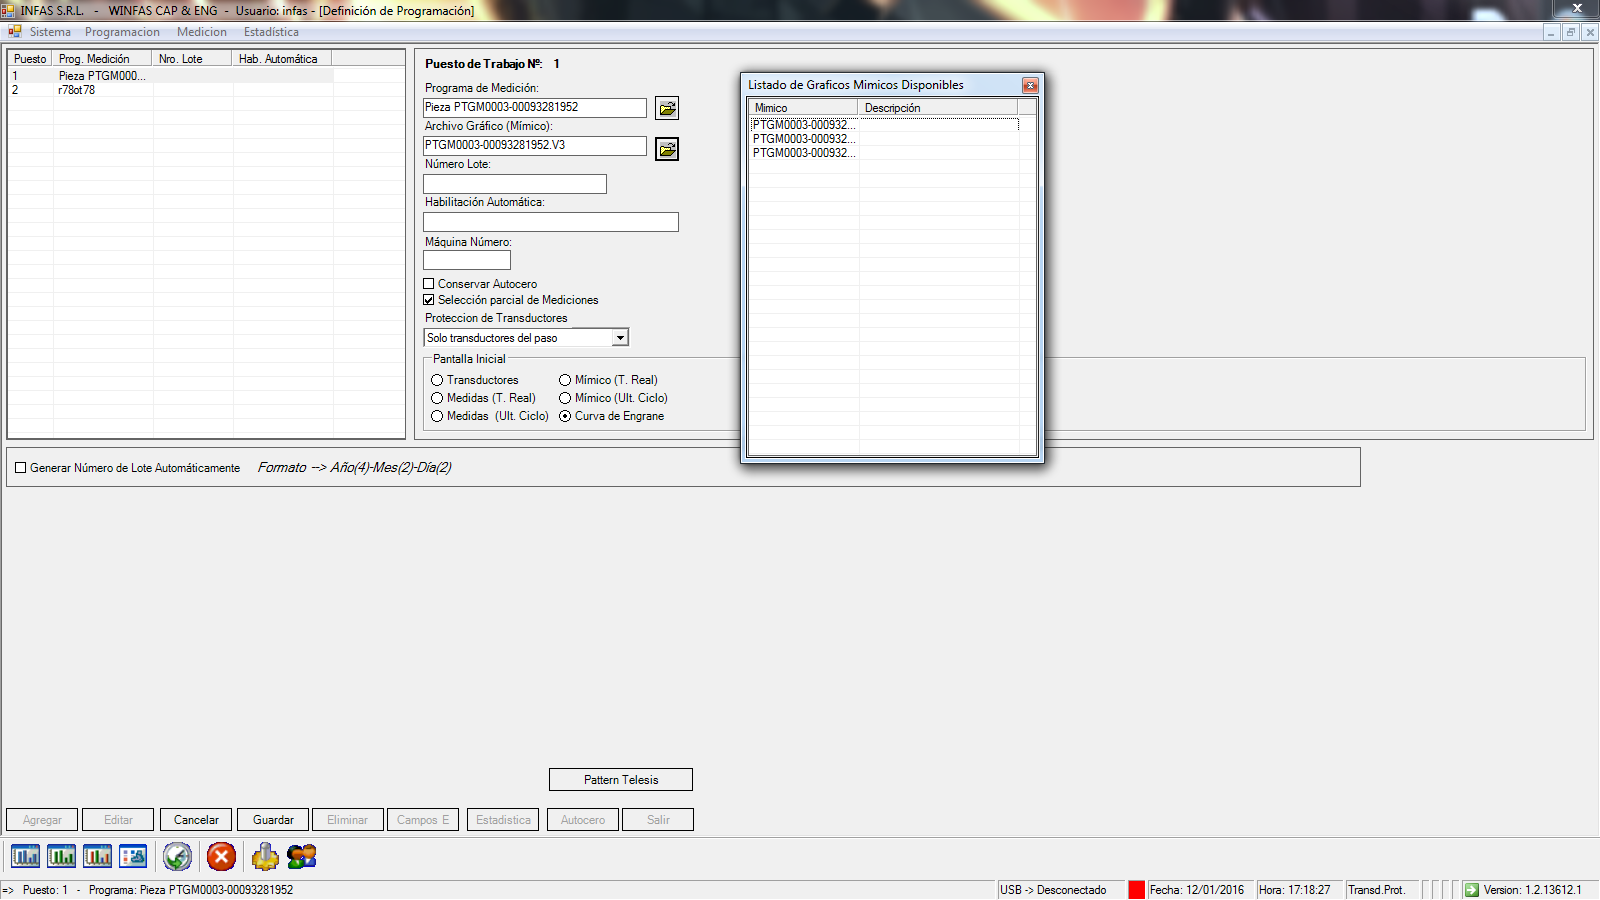 INFAS S.R.L. - WINFAS CAP & ENG - Usuario: infas - [Definición de Programación]
Sistema Programacion Medicion Estadística
Puesto Prog. Medición Nro. Lote Hab. Automática
1 Pieza PTGM000...
2 r78ot78
Puesto de Trabajo Nº: 1
Programa de Medición:
Pieza PTGM0003-00093281952
Archivo Gráfico (Mímico):
PTGM0003-00093281952.V3
Número Lote:
Habilitación Automática:
Máquina Número:
Conservar Autocero
Selección parcial de Mediciones
Proteccion de Transductores
Solo transductores del paso
Pantalla Inicial
Transductores Mímico (T. Real)
Medidas (T. Real) Mímico (Ult. Ciclo)
Medidas (Ult. Ciclo) Curva de Engrane
Listado de Graficos Mimicos Disponibles
Mimico Descripción
PTGM0003-000932...
PTGM0003-000932...
PTGM0003-000932...
Generar Número de Lote Automáticamente Formato --> Año(4)-Mes(2)-Día(2)
Pattern Telesis
Agregar Editar Cancelar Guardar Eliminar Campos E Estadistica Autocero Salir
=> Puesto: 1 - Programa: Pieza PTGM0003-00093281952 USB -> Desconectado Fecha: 12/01/2016 Hora: 17:18:27 Transd.Prot. Version: 1.2.13612.1